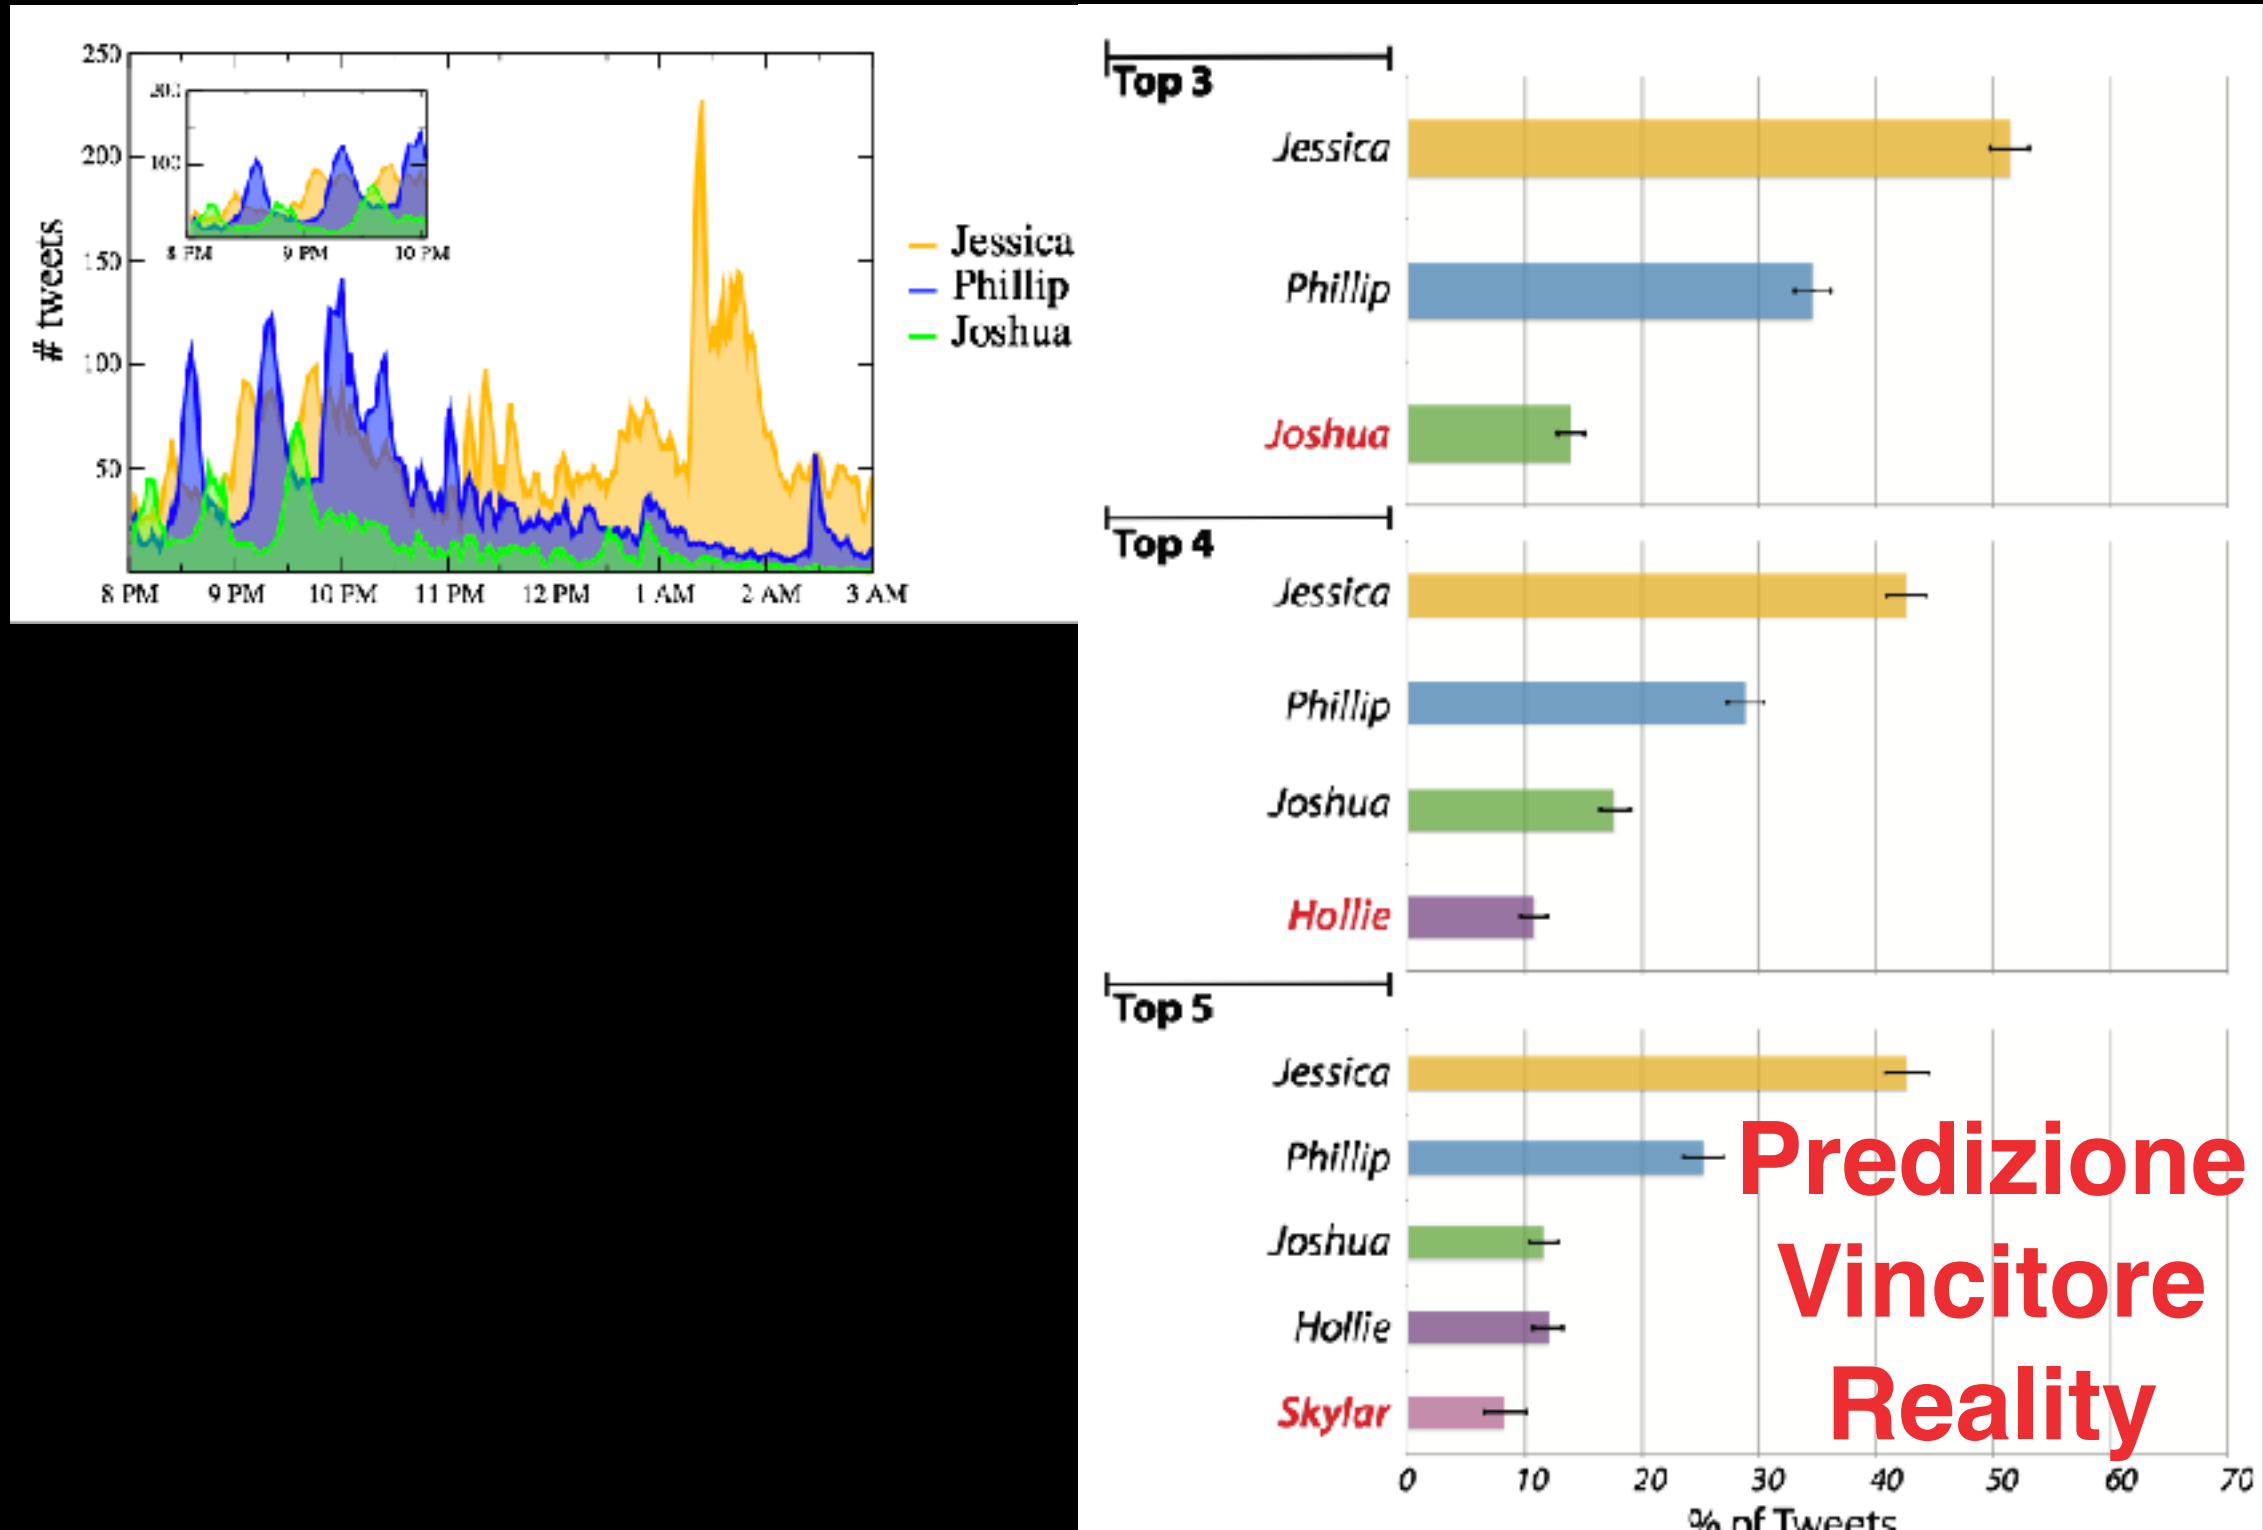 250
200
150
100
50
# tweets
200
100
8 PM 9 PM 10 PM
8 PM 9 PM 10 PM 11 PM 12 PM 1 AM 2 AM 3 AM
Jessica
Phillip
Joshua
Top 3
Jessica
Phillip
Joshua
Top 4
Jessica
Phillip
Joshua
Hollie
Top 5
Jessica
Phillip
Joshua
Hollie
Skylar
0 10 20 30 40 50 60 70
% of Tweets
Predizione
Vincitore
Reality